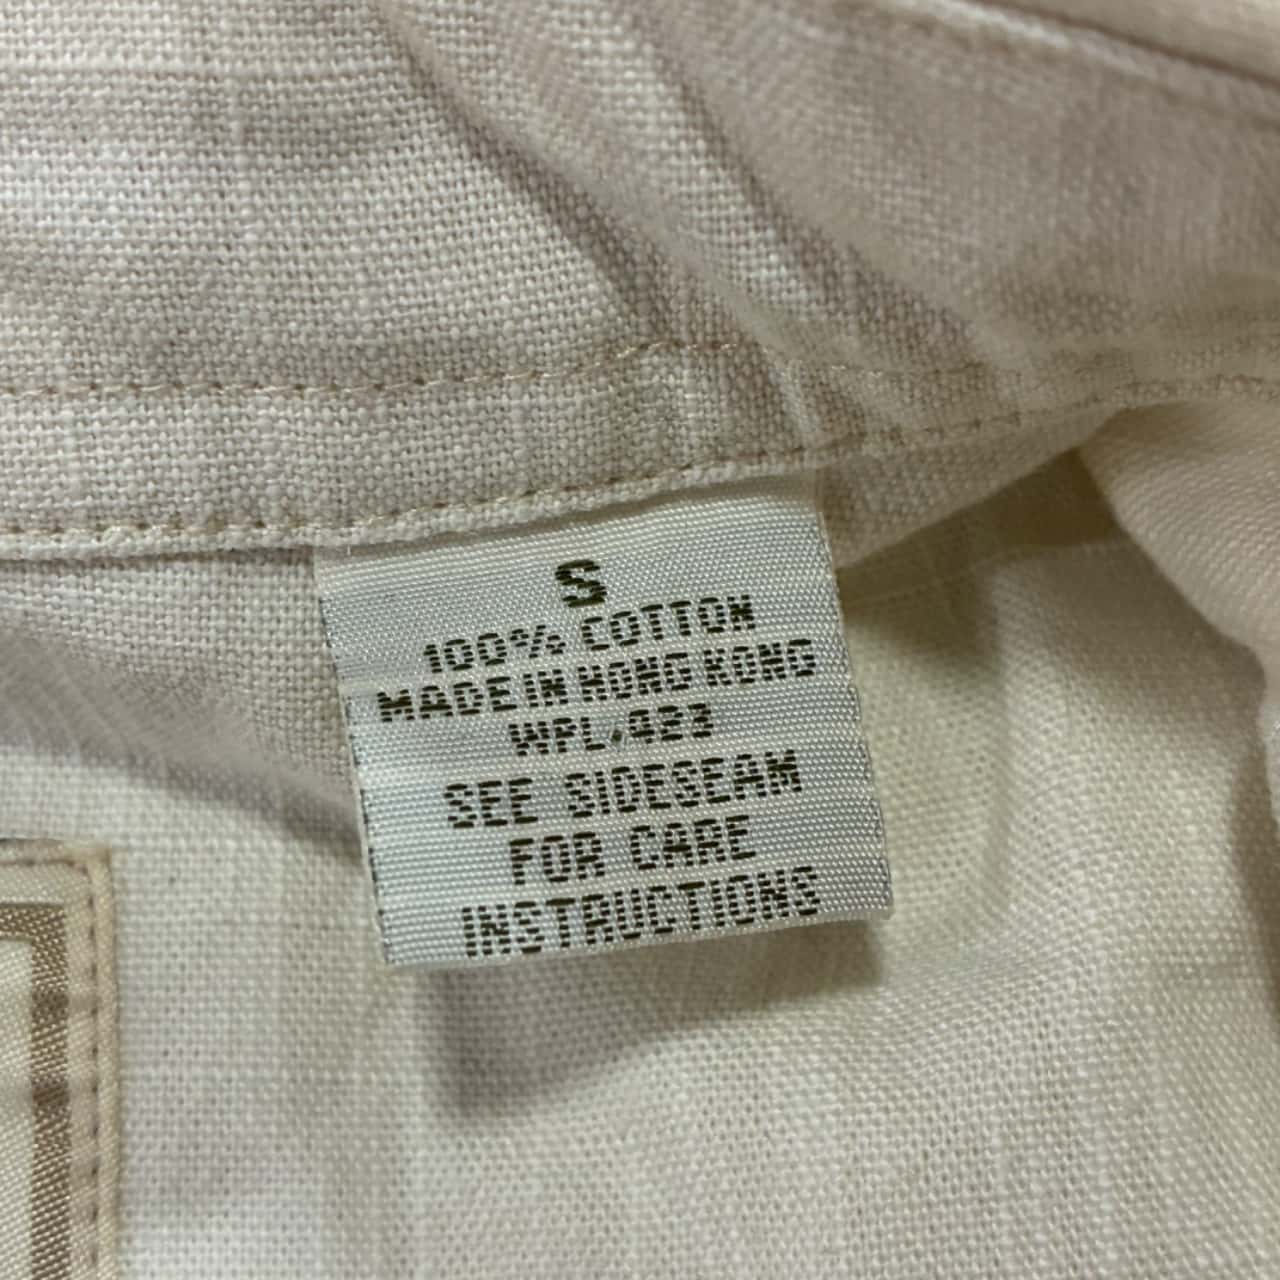 S
100% COTTON
MADE IN HONG KONG
WPL.423
SEE SIDESEAM
FOR CARE
INSTRUCTIONS